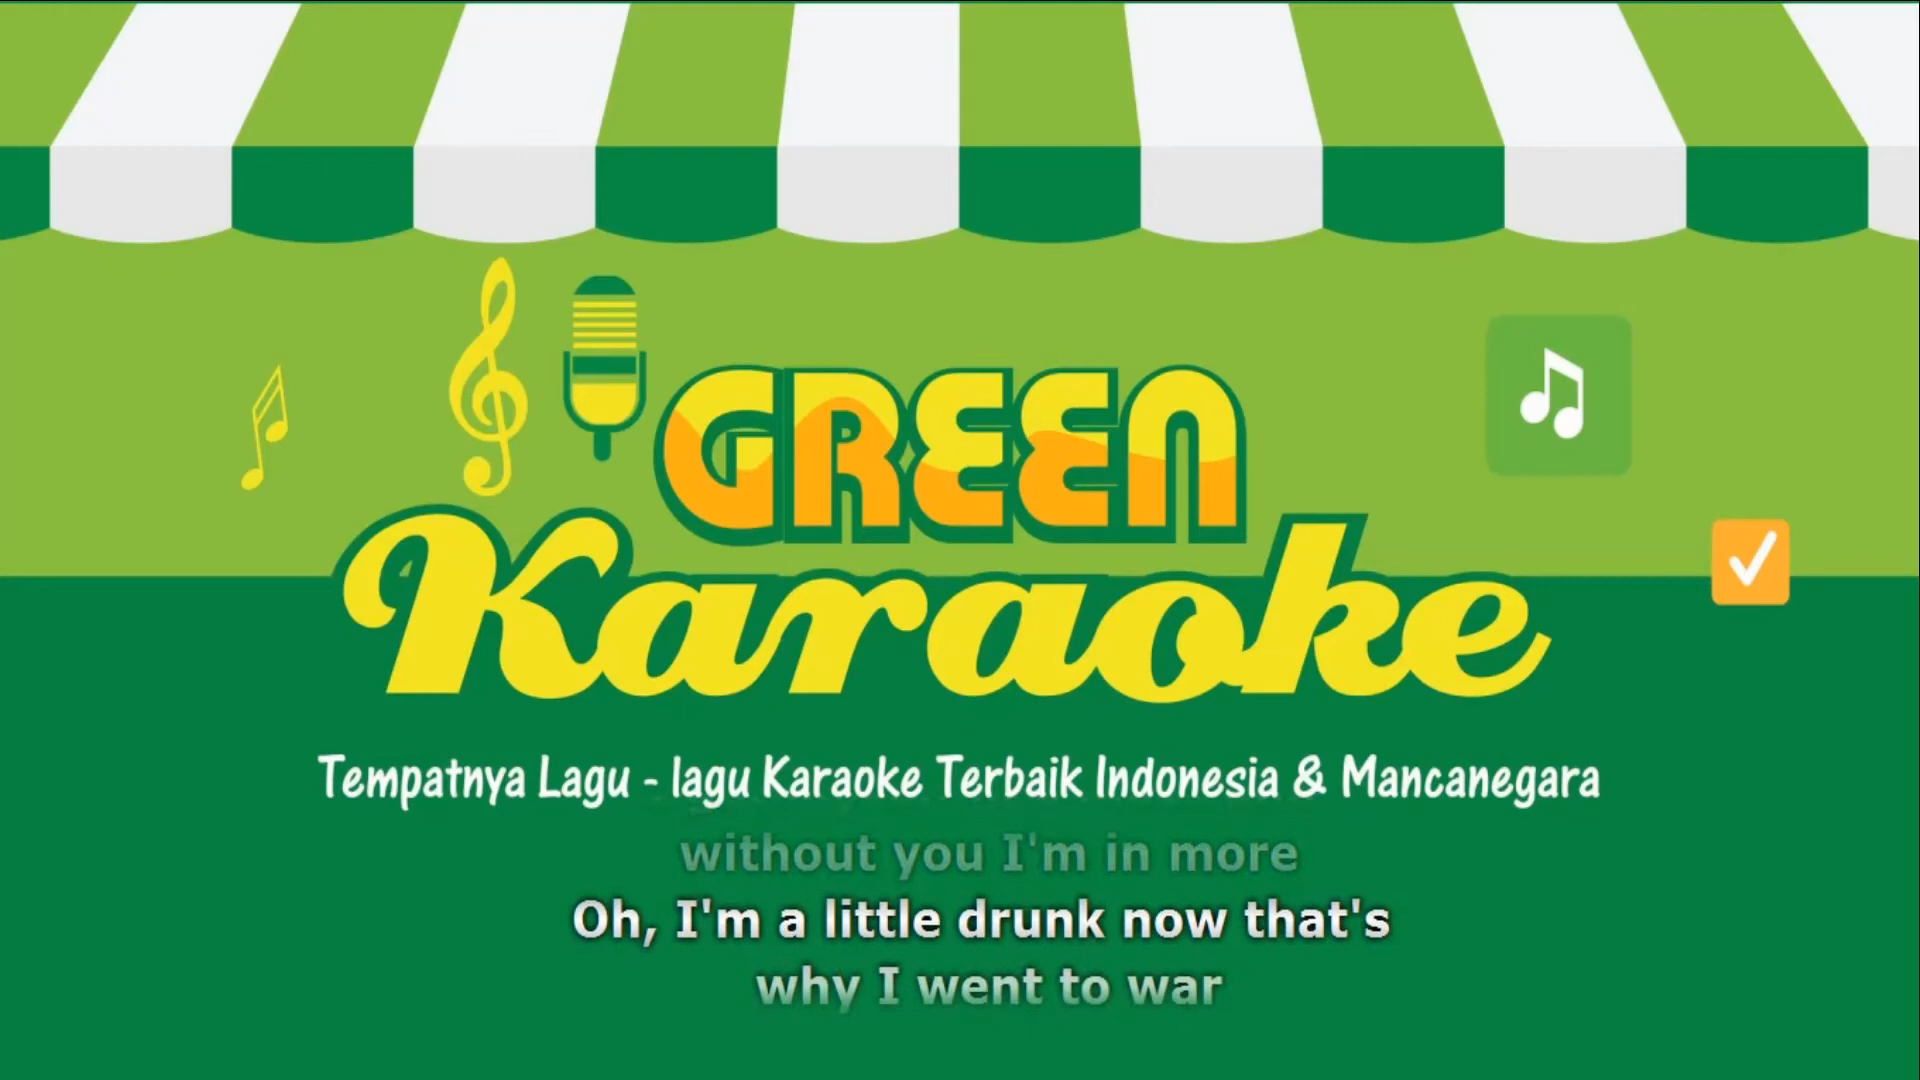 GREEN
Karaoke
Tempatnya Lagu - lagu Karaoke Terbaik Indonesia & Mancanegara
without you I'm in more
Oh, I'm a little drunk now that's
why I went to war